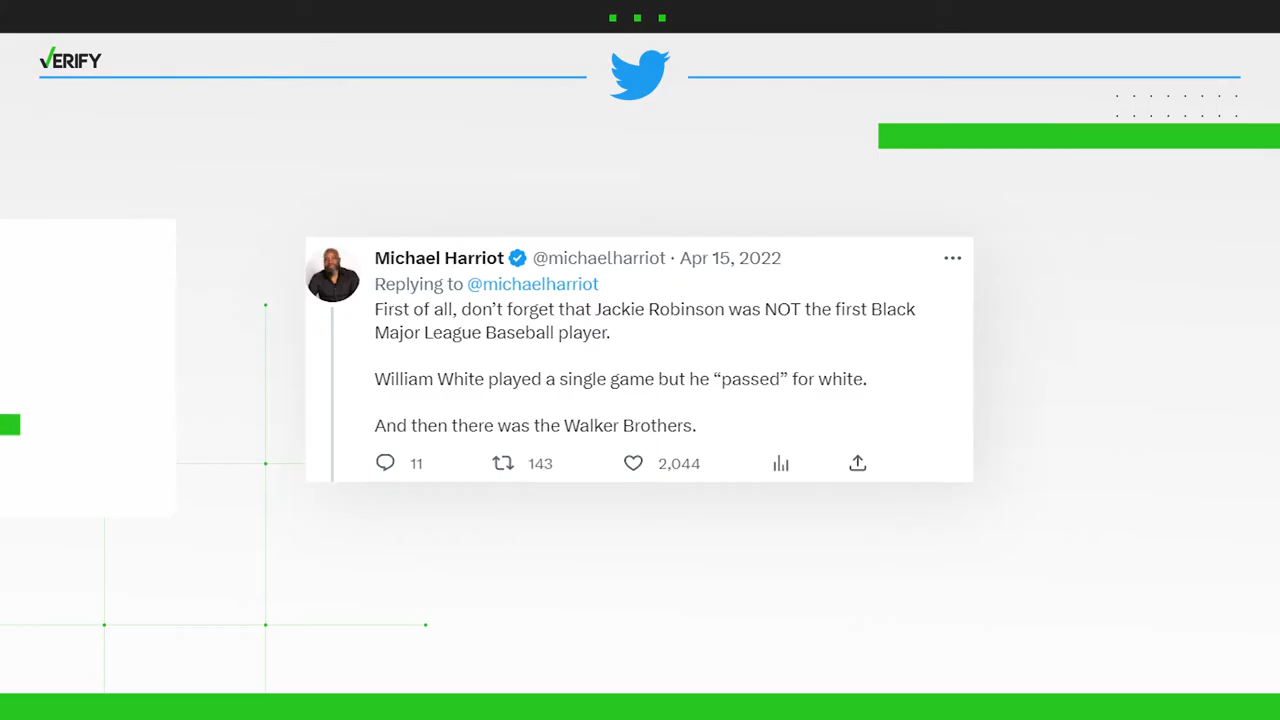 VERIFY
Michael Harriot @michaelharriot · Apr 15, 2022
Replying to @michaelharriot
First of all, don’t forget that Jackie Robinson was NOT the first Black
Major League Baseball player.
William White played a single game but he “passed” for white.
And then there was the Walker Brothers.
11 143 2,044